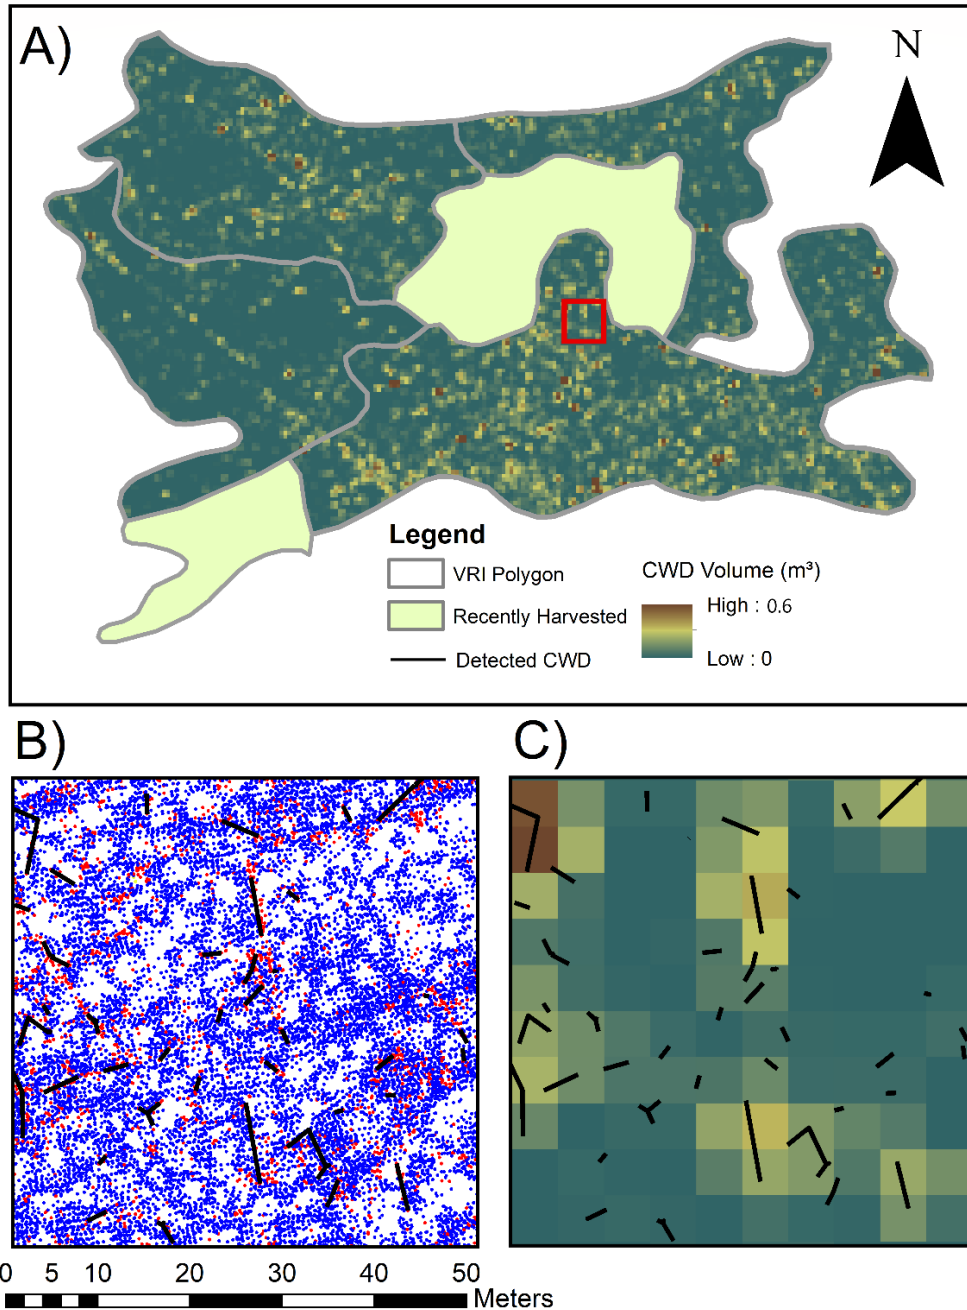 A)
N
Legend
VRI Polygon
Recently Harvested
Detected CWD
CWD Volume (m³)
High : 0.6
Low : 0
B)
C)
0 5 10 20 30 40 50
Meters